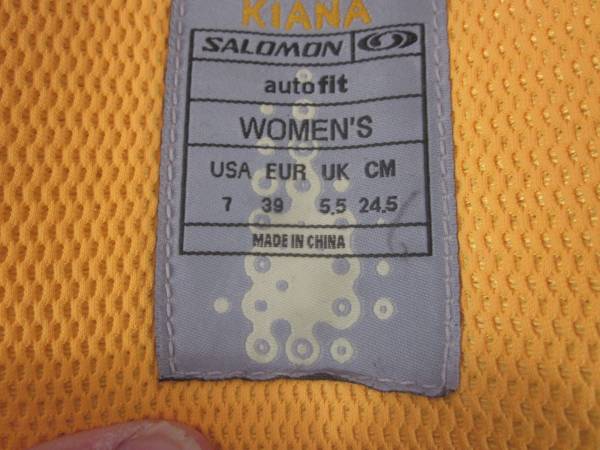 KIANA
SALOMON
autofit
WOMEN'S
USA EUR UK CM
7 39 5.5 24.5
MADE IN CHINA